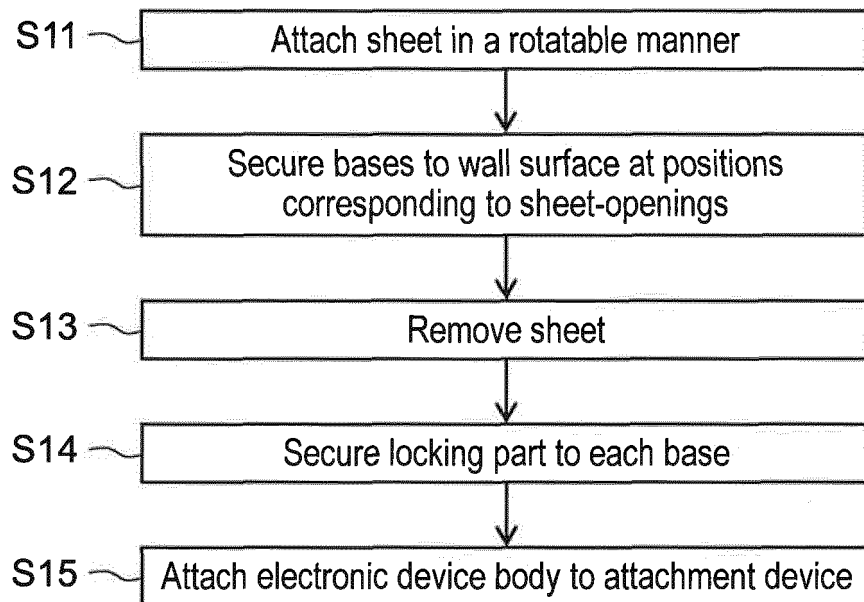 S11
Attach sheet in a rotatable manner
S12
Secure bases to wall surface at positions
corresponding to sheet-openings
S13
Remove sheet
S14
Secure locking part to each base
S15
Attach electronic device body to attachment device